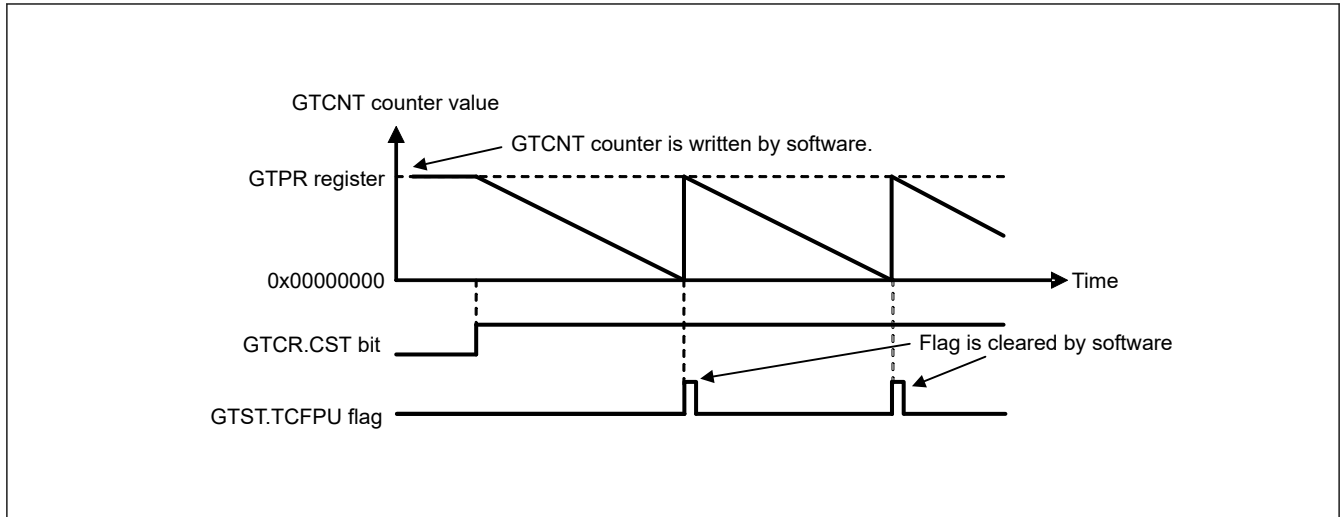 GTCNT counter value
GTCNT counter is written by software.
GTPR register
0x00000000
Time
GTCR.CST bit
Flag is cleared by software
GTST.TCFPU flag